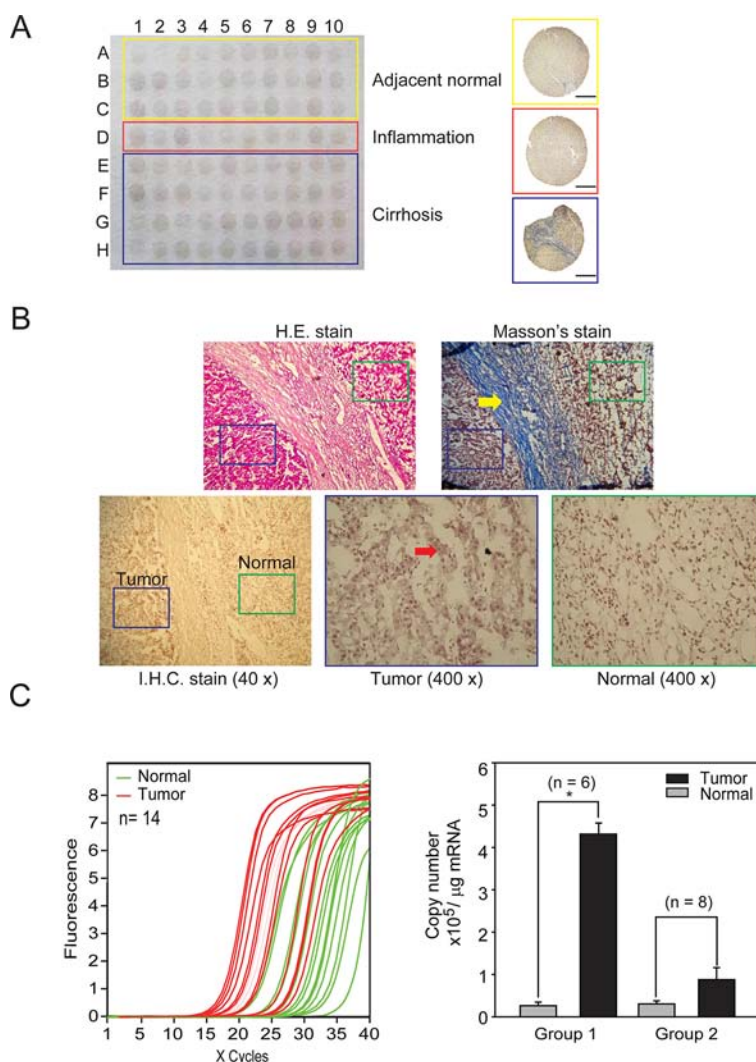 A
1 2 3 4 5 6 7 8 9 10
A
B
C
D
E
F
G
H
Adjacent normal
Inflammation
Cirrhosis
B
H.E. stain
Masson's stain
Tumor
Normal
I.H.C. stain (40 x)
Tumor (400 x)
Normal (400 x)
C
Normal
Tumor
n= 14
Fluorescence
8
7
6
5
4
3
2
1
0
1 5 10 15 20 25 30 35 40
X Cycles
Copy number
x10⁵/ μg mRNA
6
5
4
3
2
1
0
(n = 6)
*
(n = 8)
Tumor
Normal
Group 1
Group 2